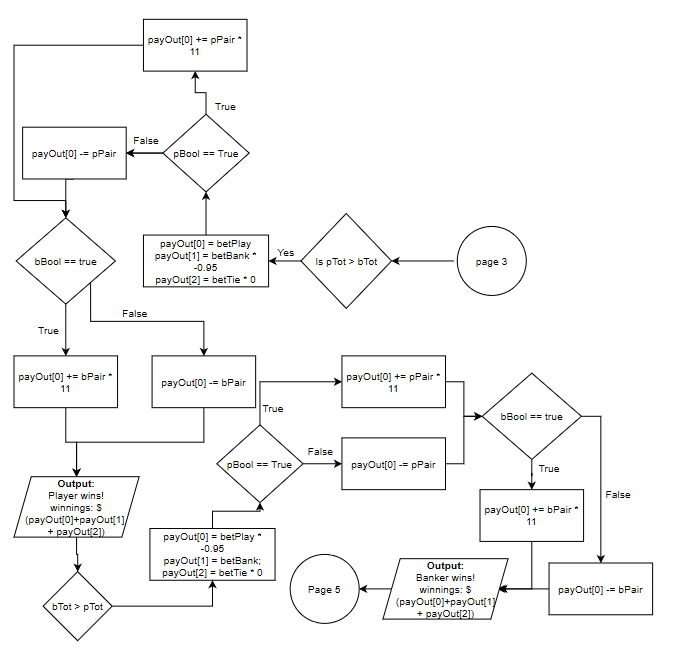 payOut[0] += pPair *
11
True
False
payOut[0] -= pPair
pBool == True
bBool == true
payOut[0] = betPlay
payOut[1] = betBank *
-0.95
payOut[2] = betTie * 0
Yes
Is pTot > bTot
page 3
False
True
payOut[0] += bPair *
11
payOut[0] -= bPair
payOut[0] += pPair *
11
True
bBool == true
False
pBool == True
payOut[0] -= pPair
True
False
Output:
Player wins!
winnings: $
(payOut[0]+payOut[1]
+ payOut[2])
payOut[0] += bPair *
11
payOut[0] = betPlay *
-0.95
payOut[1] = betBank;
payOut[2] = betTie * 0
bTot > pTot
Page 5
Output:
Banker wins!
winnings: $
(payOut[0]+payOut[1]
+ payOut[2])
payOut[0] -= bPair